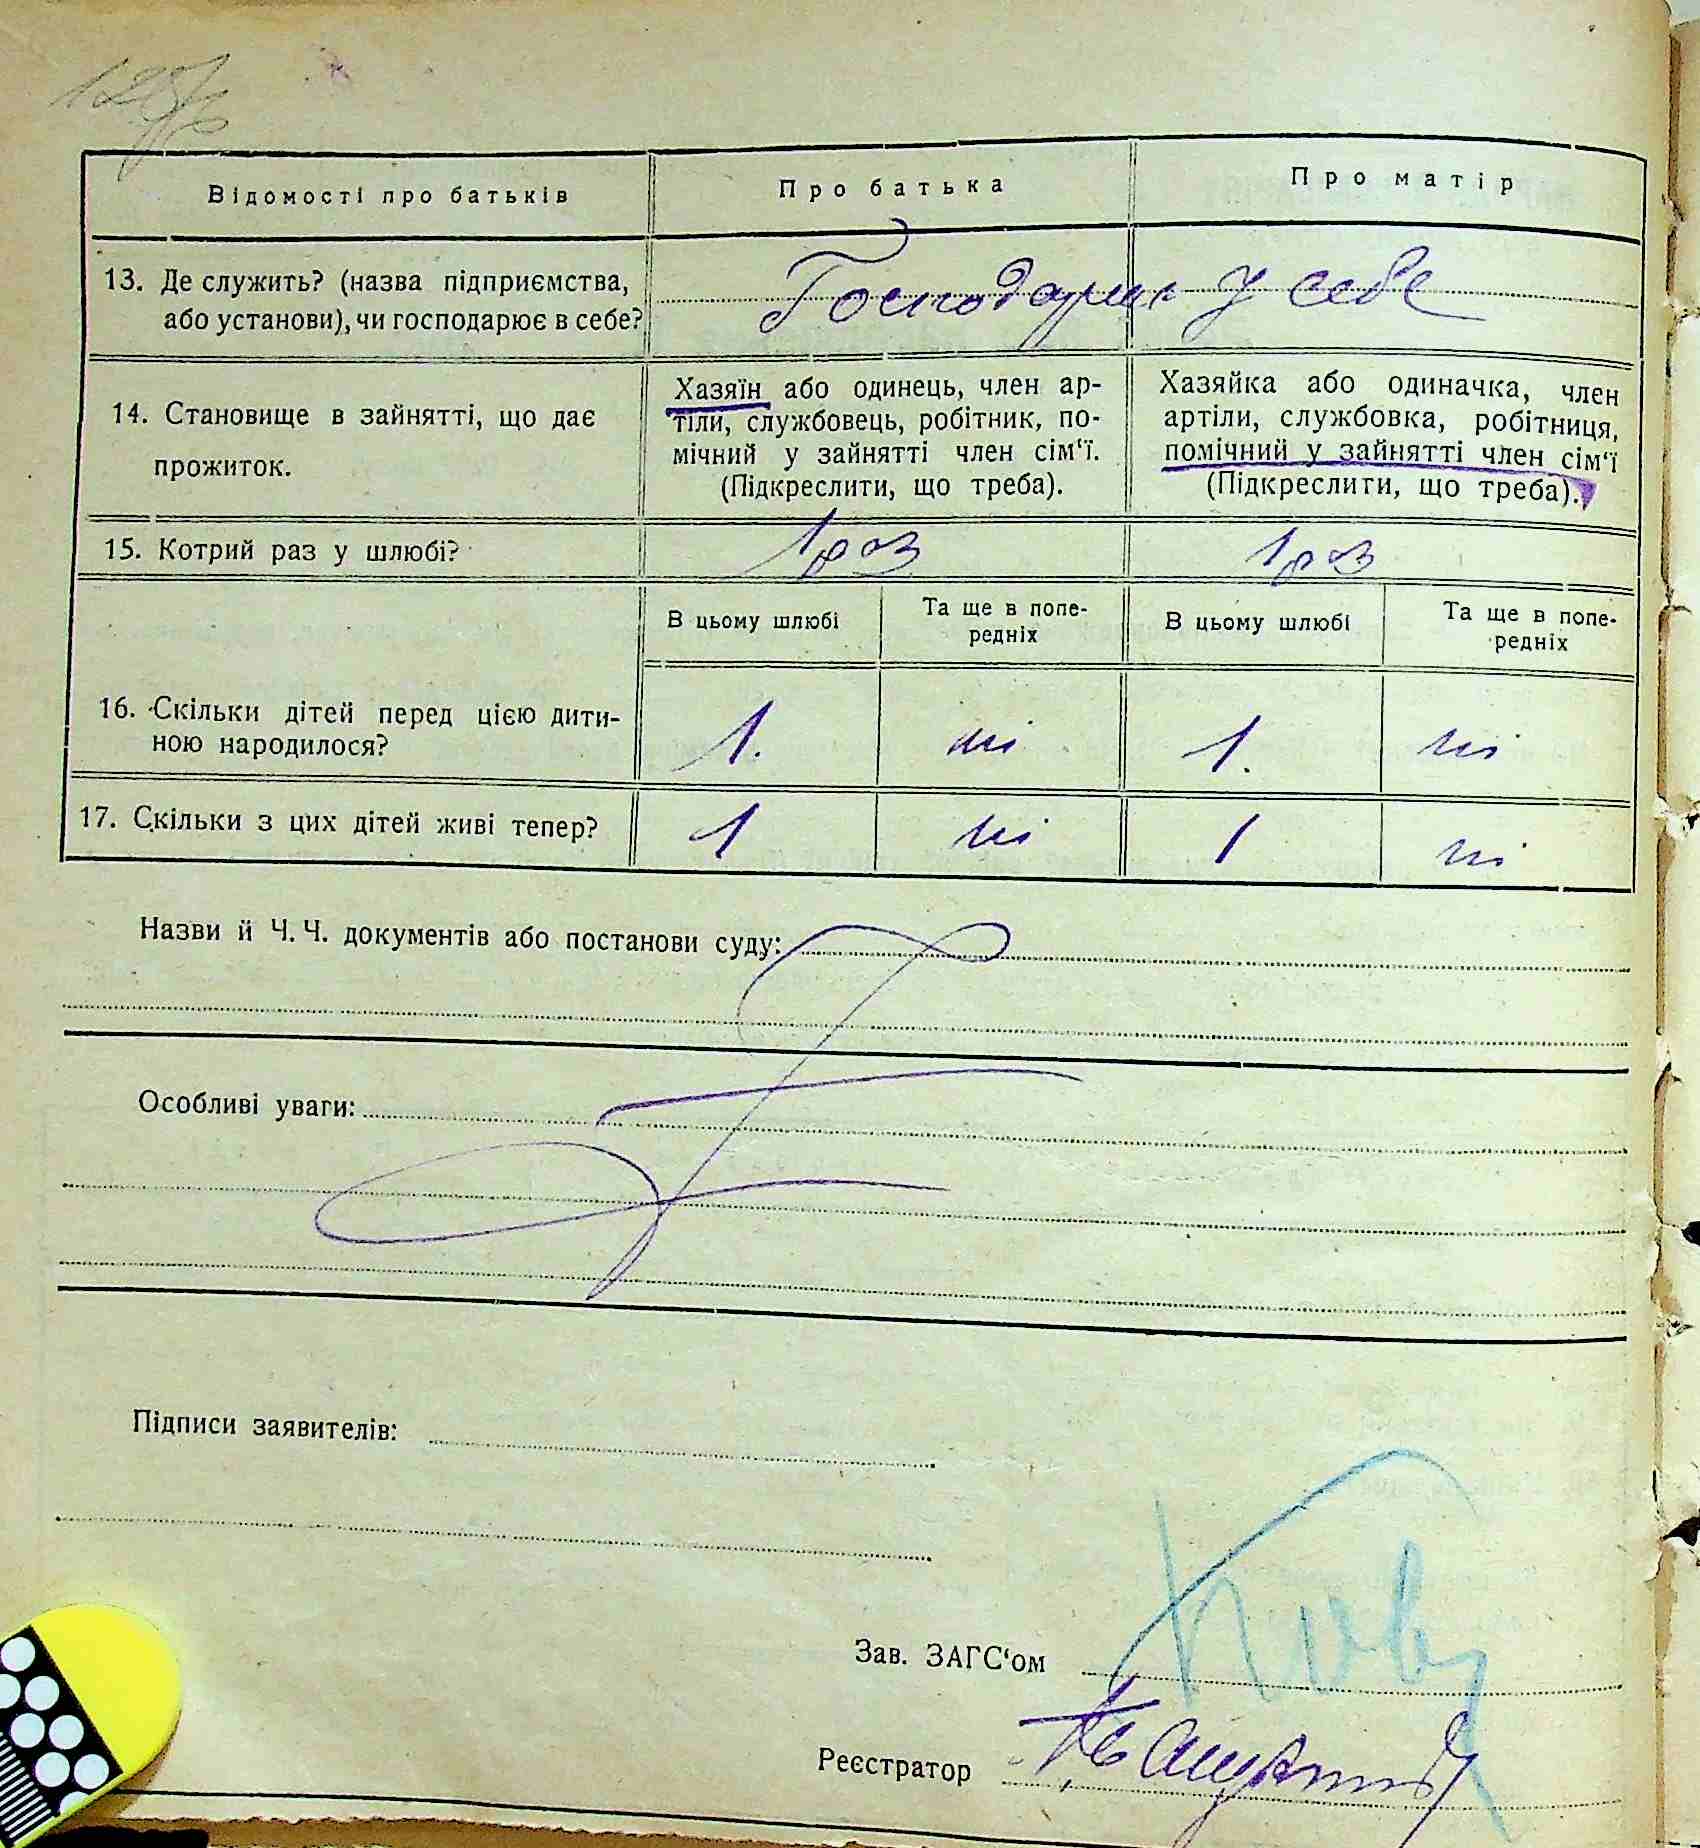 Відомості про батьків Про батька Про матір
13. Де служить? (назва підприємства,
або установи), чи господарює в себе?
Господарює у себе
14. Становище в зайнятті, що дає
прожиток.
Хазяїн або одинець, член ар-
тіли, службовець, робітник, по-
мічний у зайнятті член сім‘ї.
(Підкреслити, що треба).
Хазяйка або одиначка, член
артіли, службовка, робітниця,
помічний у зайнятті член сім‘ї
(Підкреслити, що треба).
15. Котрий раз у шлюбі? 1 раз 1 раз
В цьому шлюбі
Та ще в попе-
редніх
В цьому шлюбі
Та ще в попе-
редніх
16. Скільки дітей перед цією дити-
ною народилося?
1. ні 1. ні
17. Скільки з цих дітей живі тепер? 1 ні 1 ні
Назви й Ч. Ч. документів або постанови суду:
Особливі уваги:
Підписи заявителів:
Зав. ЗАГС‘ом
Реєстратор